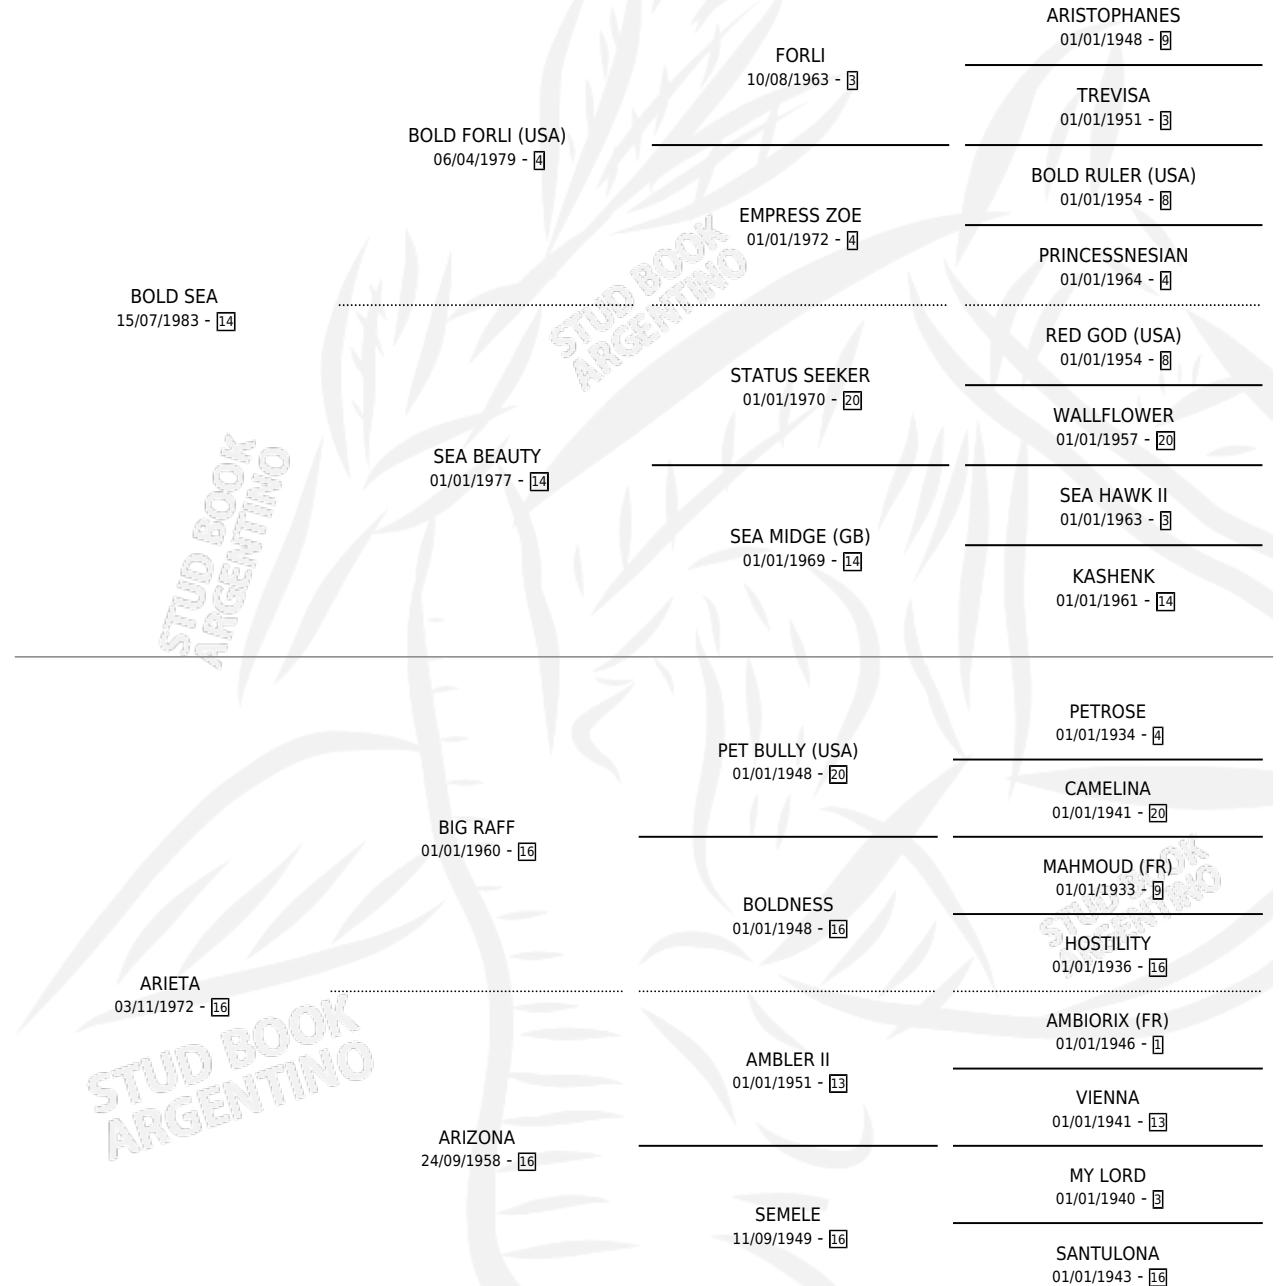 ARISTOPHANES
01/01/1948 - 9
FORLI
10/08/1963 - 3
TREVISA
01/01/1951 - 3
BOLD FORLI (USA)
06/04/1979 - 4
BOLD RULER (USA)
01/01/1954 - 8
EMPRESS ZOE
01/01/1972 - 4
PRINCESSNESIAN
01/01/1964 - 4
BOLD SEA
15/07/1983 - 14
STUD BOOK
ARGENTINO
RED GOD (USA)
01/01/1954 - 8
STATUS SEEKER
01/01/1970 - 20
WALLFLOWER
01/01/1957 - 20
SEA BEAUTY
01/01/1977 - 14
SEA HAWK II
01/01/1963 - 3
SEA MIDGE (GB)
01/01/1969 - 14
KASHENK
01/01/1961 - 14
STUD BOOK
ARGENTINO
PETROSE
01/01/1934 - 4
PET BULLY (USA)
01/01/1948 - 20
CAMELINA
01/01/1941 - 20
BIG RAFF
01/01/1960 - 16
MAHMOUD (FR)
01/01/1933 - 9
BOLDNESS
01/01/1948 - 16
HOSTILITY
01/01/1936 - 16
STUD BOOK
ARGENTINO
ARIETA
03/11/1972 - 16
AMBIORIX (FR)
01/01/1946 - 1
AMBLER II
01/01/1951 - 13
VIENNA
01/01/1941 - 13
STUD BOOK
ARGENTINO
ARIZONA
24/09/1958 - 16
MY LORD
01/01/1940 - 3
SEMELE
11/09/1949 - 16
SANTULONA
01/01/1943 - 16